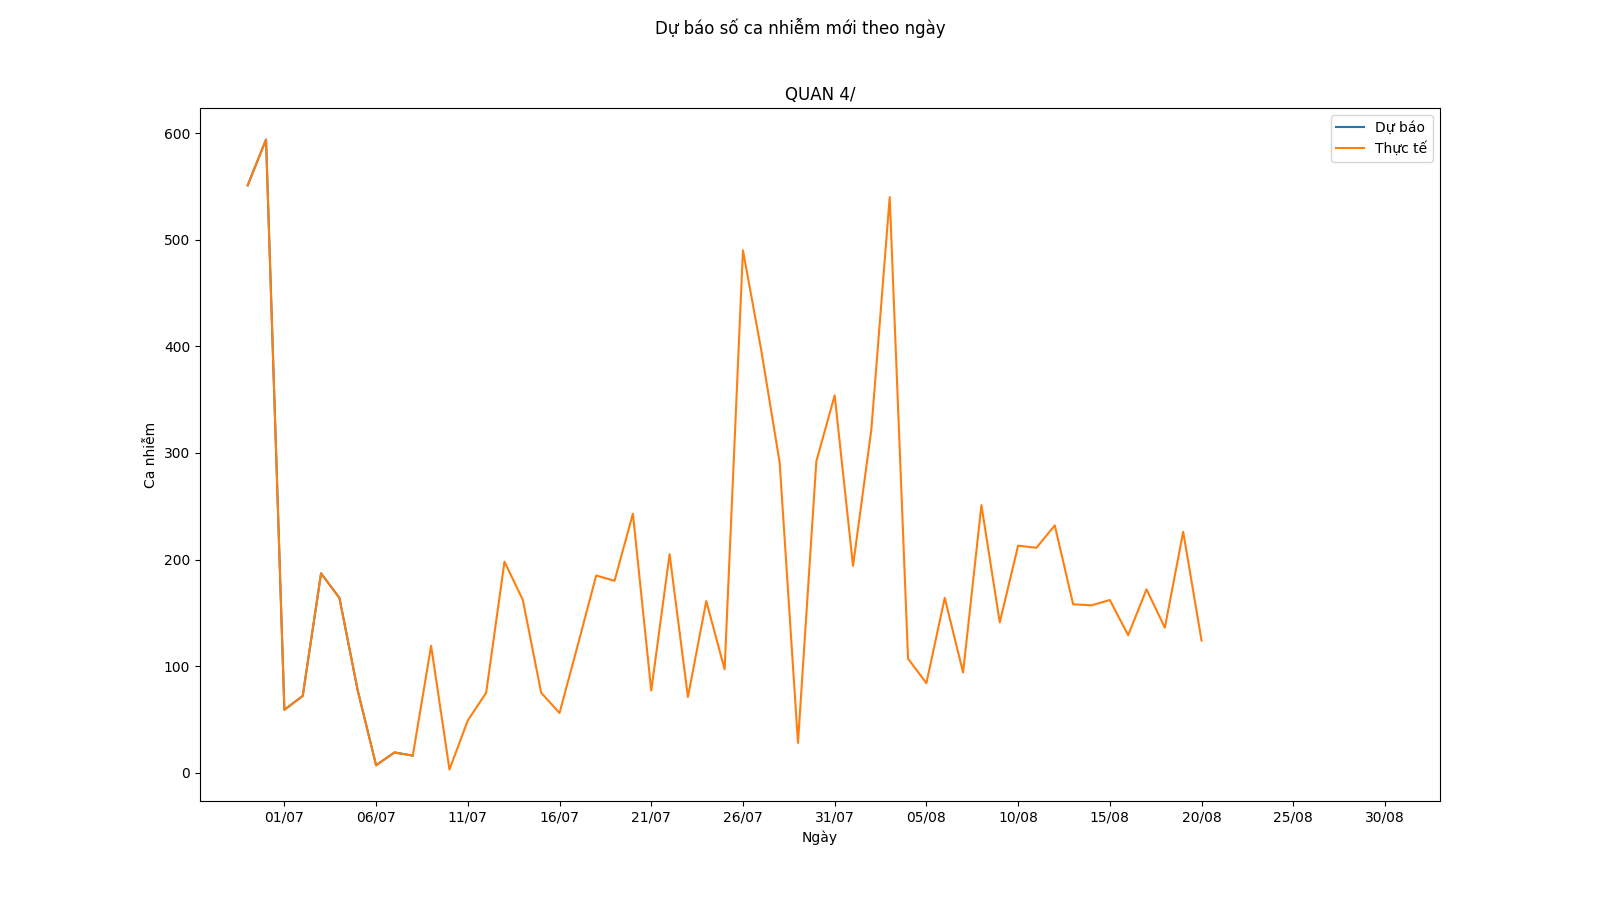 Dự báo số ca nhiễm mới theo ngày
QUAN 4/
Dự báo
Thực tế
600
500
400
300
200
100
0
Ca nhiễm
01/07 06/07 11/07 16/07 21/07 26/07 31/07 05/08 10/08 15/08 20/08 25/08 30/08
Ngày